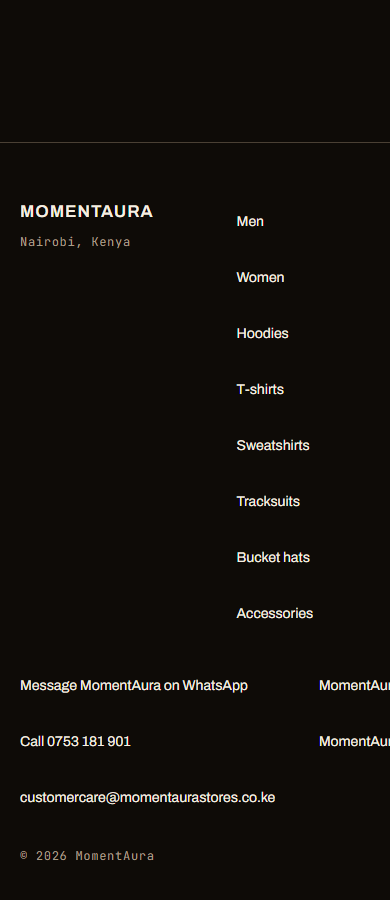 MOMENTAURA
Nairobi, Kenya
Men
Women
Hoodies
T-shirts
Sweatshirts
Tracksuits
Bucket hats
Accessories
Message MomentAura on WhatsApp
Call 0753 181 901
customercare@momentaurastores.co.ke
© 2026 MomentAura